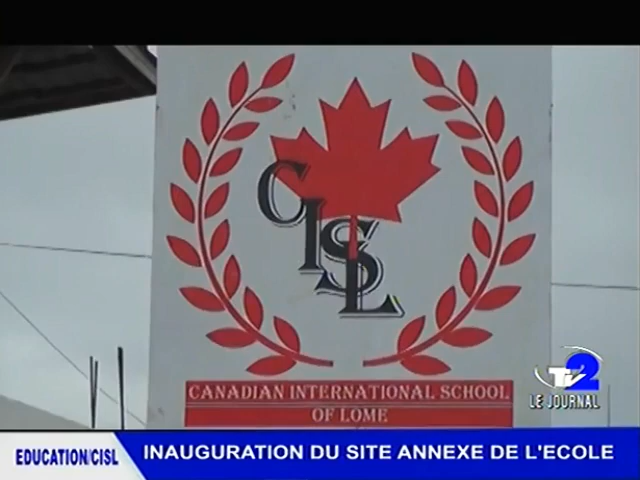 CISL
CANADIAN INTERNATIONAL SCHOOL
OF LOME
TV2
LE JOURNAL
EDUCATION/CISL
INAUGURATION DU SITE ANNEXE DE L'ECOLE